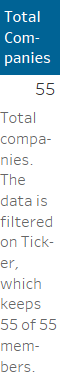 Total
Com-
panies
55
Total
compa-
nies.
The
data is
filtered
on Tick-
er,
which
keeps
55 of 55
mem-
bers.